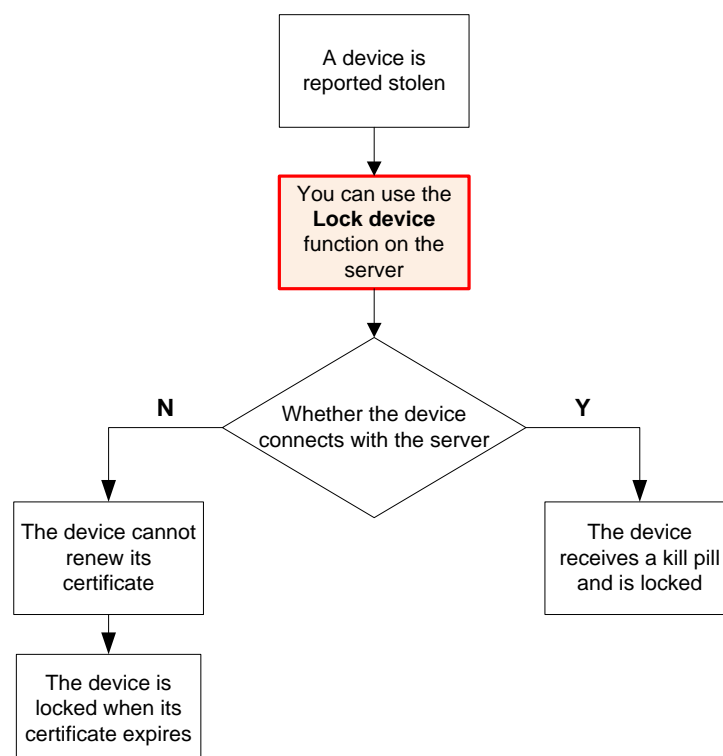 A device is
reported stolen
You can use the
Lock device
function on the
server
Whether the device
connects with the server
N
Y
The device cannot
renew its
certificate
The device
receives a kill pill
and is locked
The device is
locked when its
certificate expires